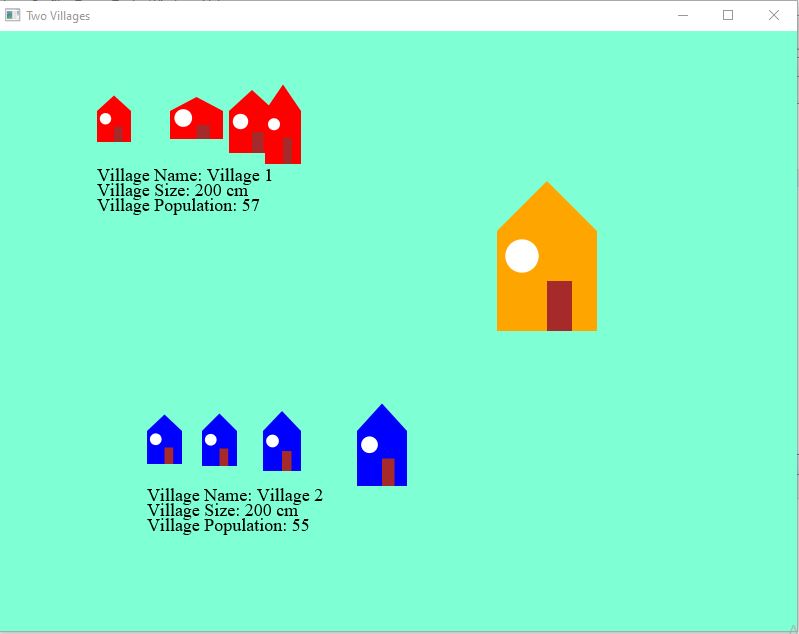 Two Villages
Village Name: Village 1
Village Size: 200 cm
Village Population: 57
Village Name: Village 2
Village Size: 200 cm
Village Population: 55